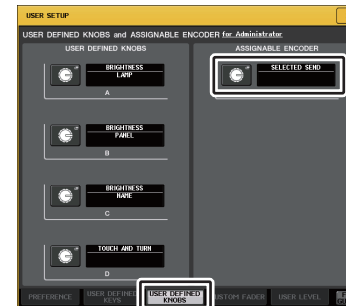 USER SETUP
USER DEFINED KNOBS and ASSIGNABLE ENCODER for Administrator
USER DEFINED KNOBS
ASSIGNABLE ENCODER
BRIGHTNESS
LAMP
A
SELECTED SEND
BRIGHTNESS
PANEL
B
BRIGHTNESS
NAME
C
TOUCH AND TURN
D
PREFERENCE
USER DEFINED
KEYS
USER DEFINED
KNOBS
USTOM FADER
USER LEVEL